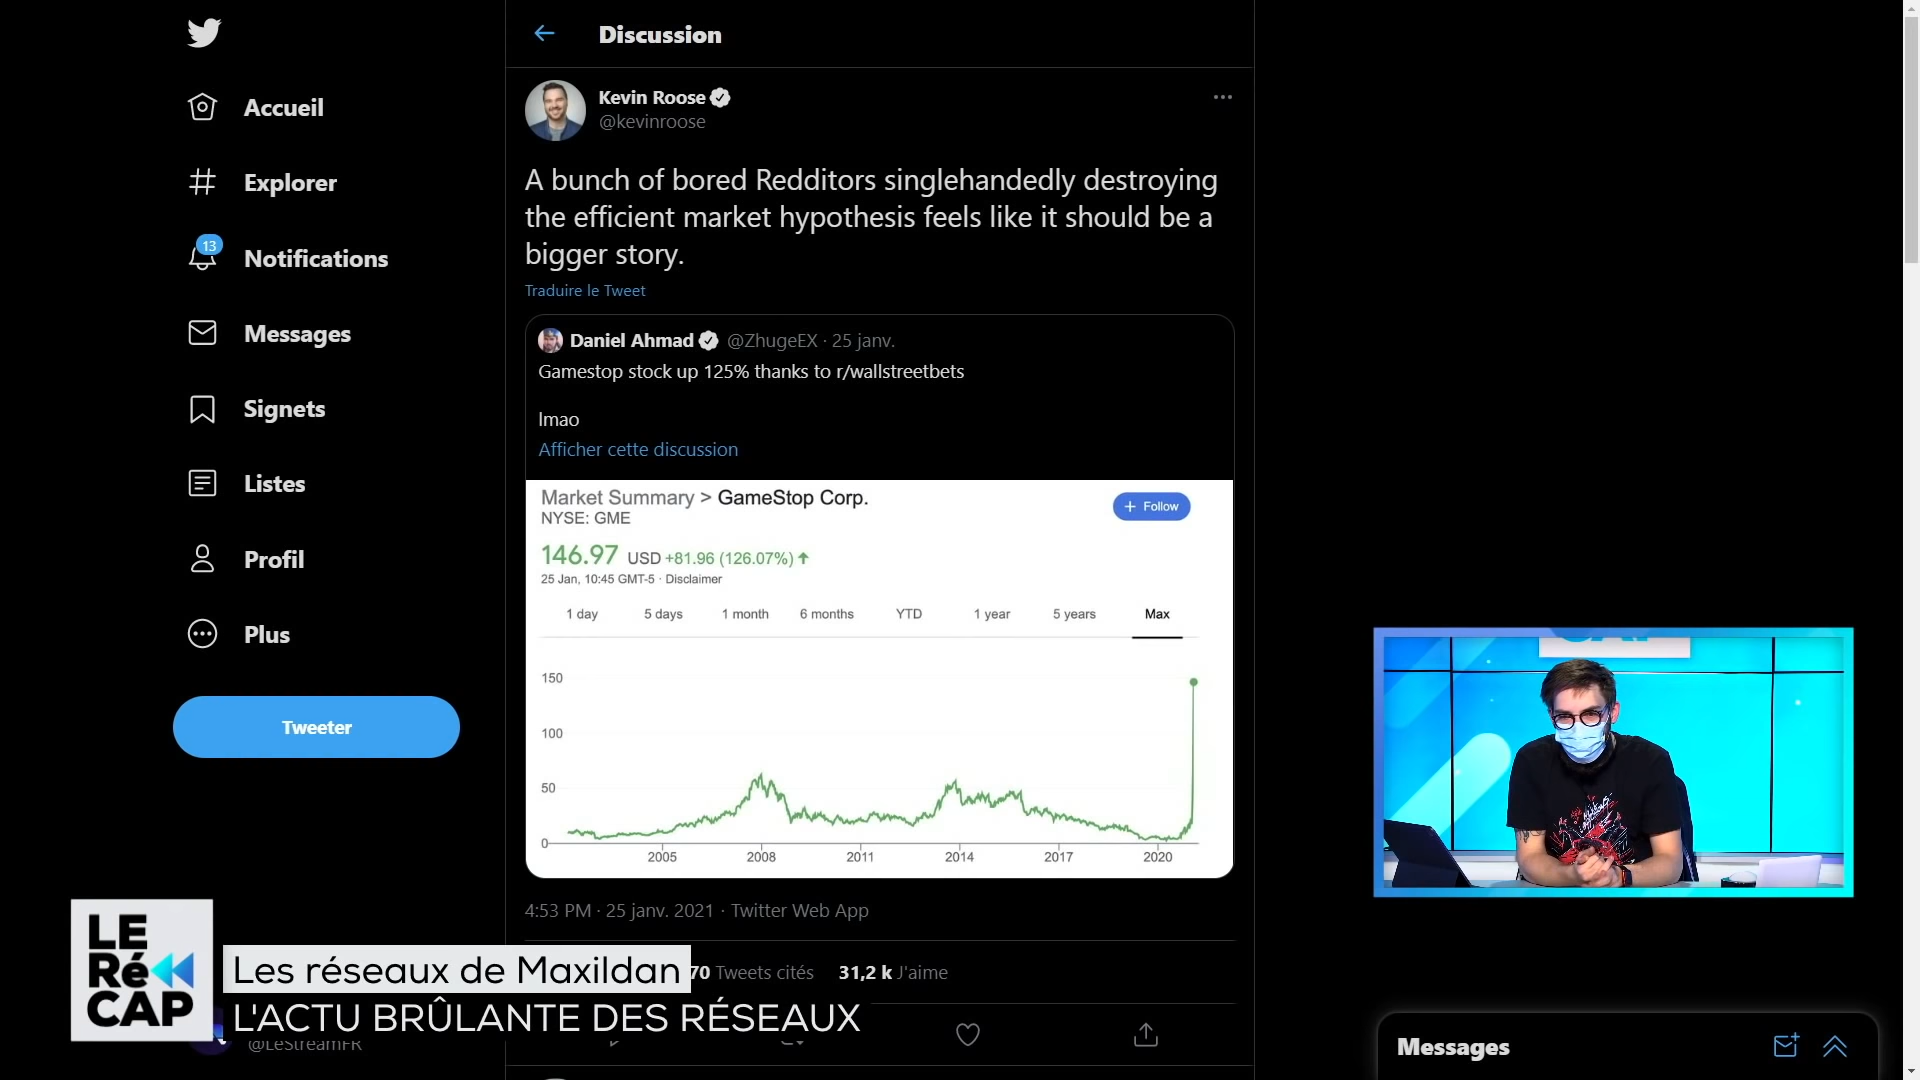 Discussion
Accueil
Explorer
13
Notifications
Messages
Signets
Listes
Profil
Plus
Tweeter
Kevin Roose
@kevinroose
A bunch of bored Redditors singlehandedly destroying
the efficient market hypothesis feels like it should be a
bigger story.
Traduire le Tweet
Daniel Ahmad @ZhugeEX · 25 janv.
Gamestop stock up 125% thanks to r/wallstreetbets
lmao
Afficher cette discussion
Market Summary > GameStop Corp.
NYSE: GME
+ Follow
146.97 USD +81.96 (126.07%)
25 Jan, 10:45 GMT-5 · Disclaimer
1 day 5 days 1 month 6 months YTD 1 year 5 years Max
150
100
50
0
2005 2008 2011 2014 2017 2020
4:53 PM · 25 janv. 2021 · Twitter Web App
70 Tweets cités 31,2 k J'aime
LE
Ré
CAP
Les réseaux de Maxildan
L'ACTU BRÛLANTE DES RÉSEAUX
@LeStreamFR
Messages